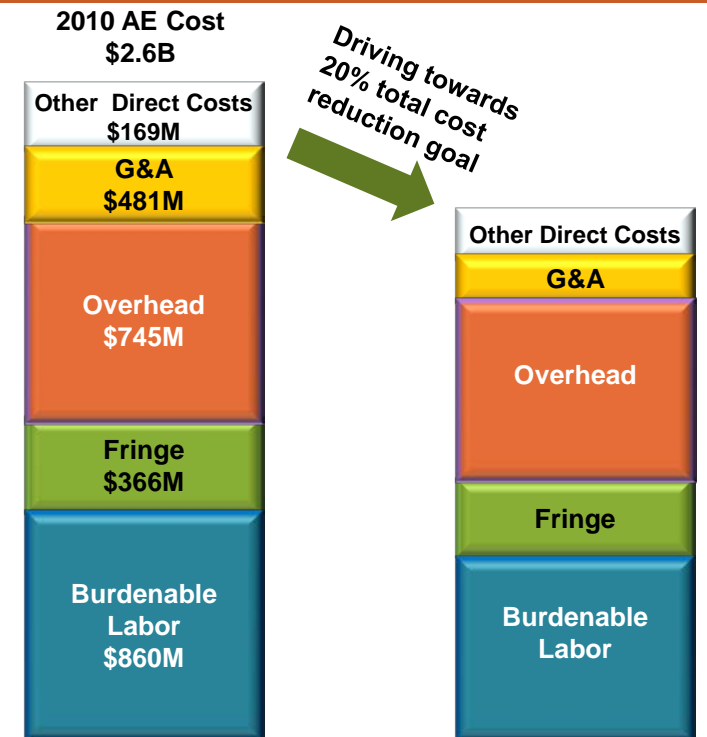 2010 AE Cost
$2.6B
Driving towards
20% total cost
reduction goal
Other Direct Costs
$169M
G&A
$481M
Overhead
$745M
Fringe
$366M
Burdenable
Labor
$860M
Other Direct Costs
G&A
Overhead
Fringe
Burdenable
Labor